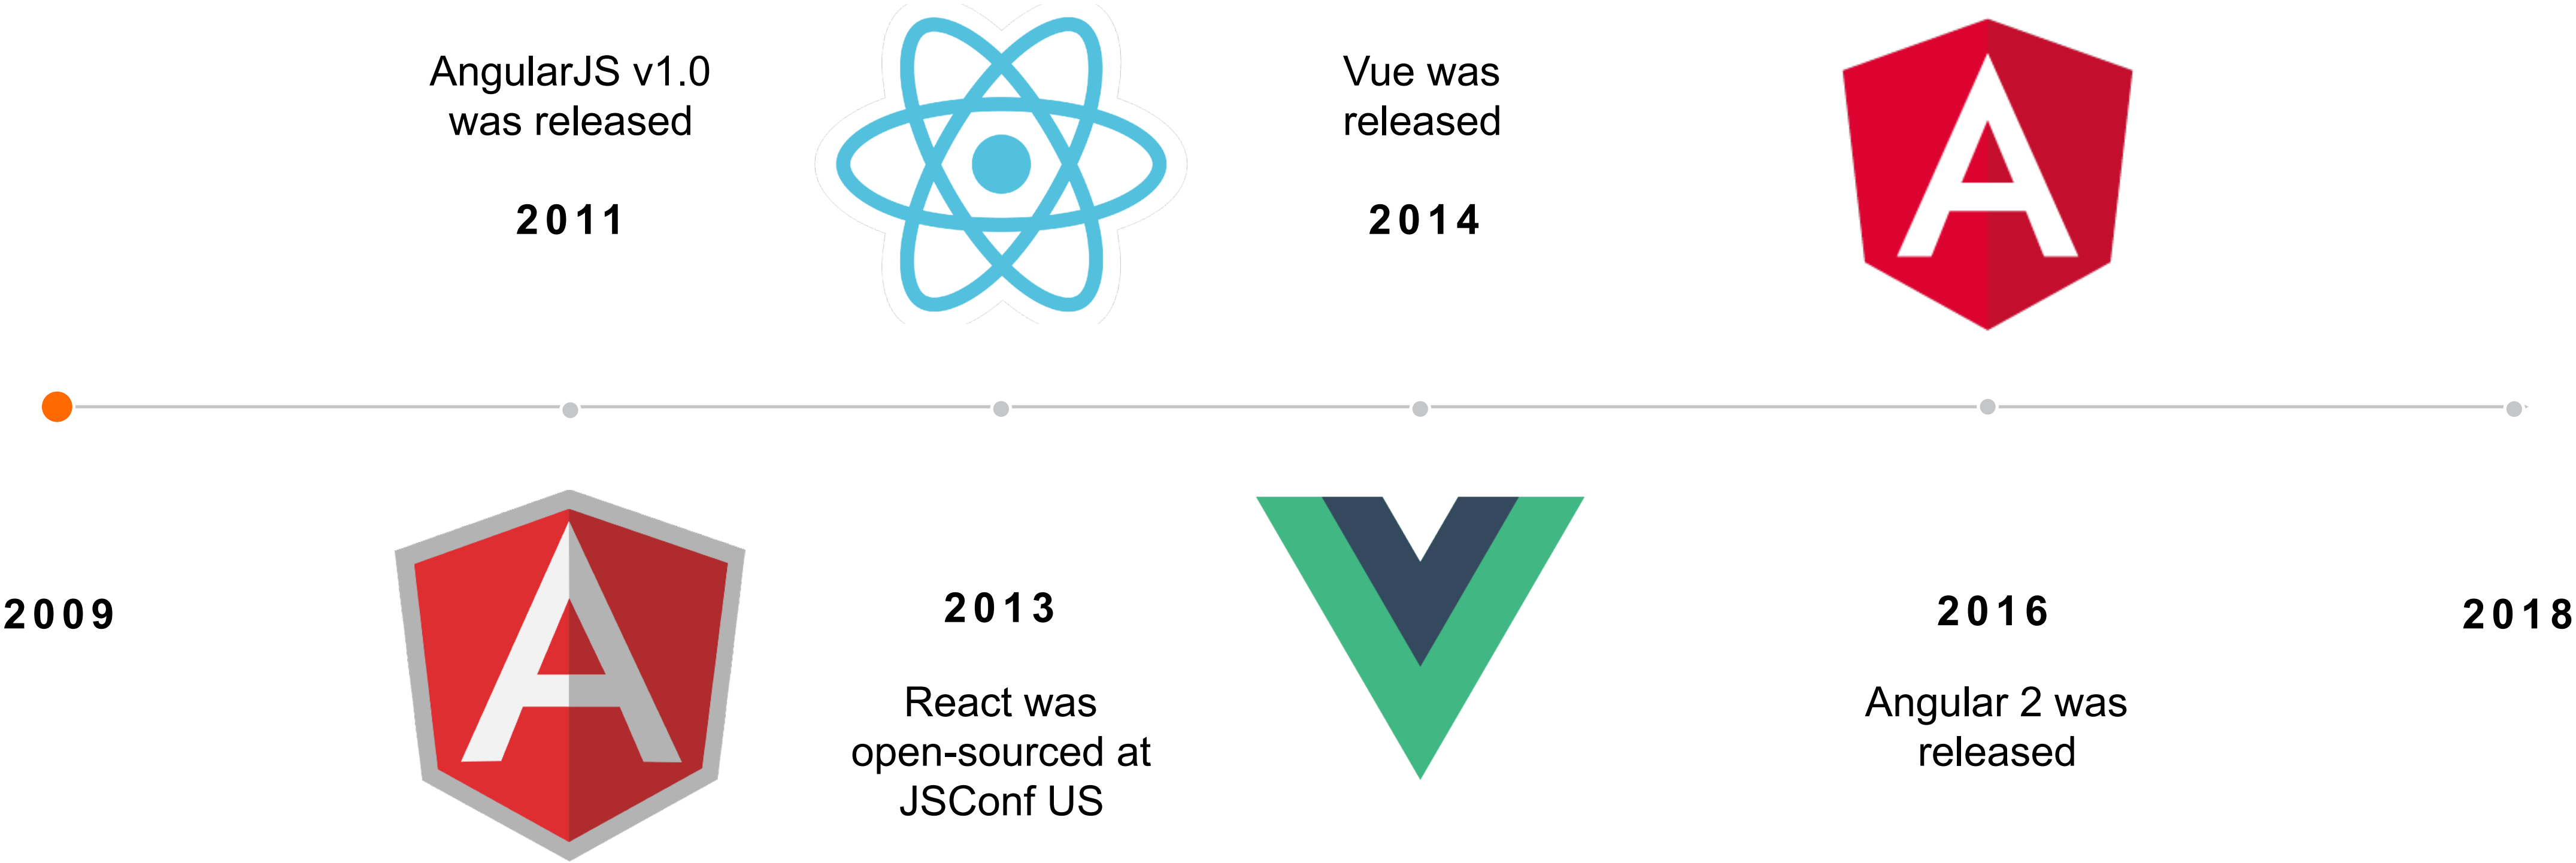 2009
AngularJS v1.0
was released
2011
2013
React was
open-sourced at
JSConf US
Vue was
released
2014
2016
Angular 2 was
released
2018